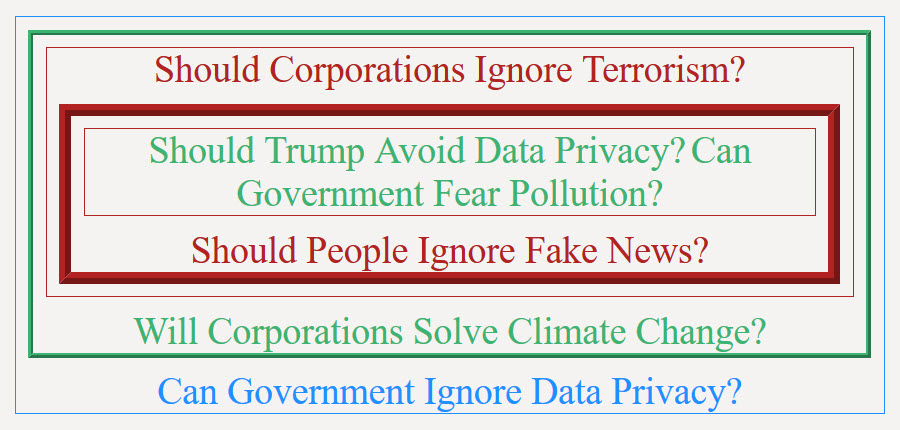 Should Corporations Ignore Terrorism?
Should Trump Avoid Data Privacy? Can
Government Fear Pollution?
Should People Ignore Fake News?
Will Corporations Solve Climate Change?
Can Government Ignore Data Privacy?